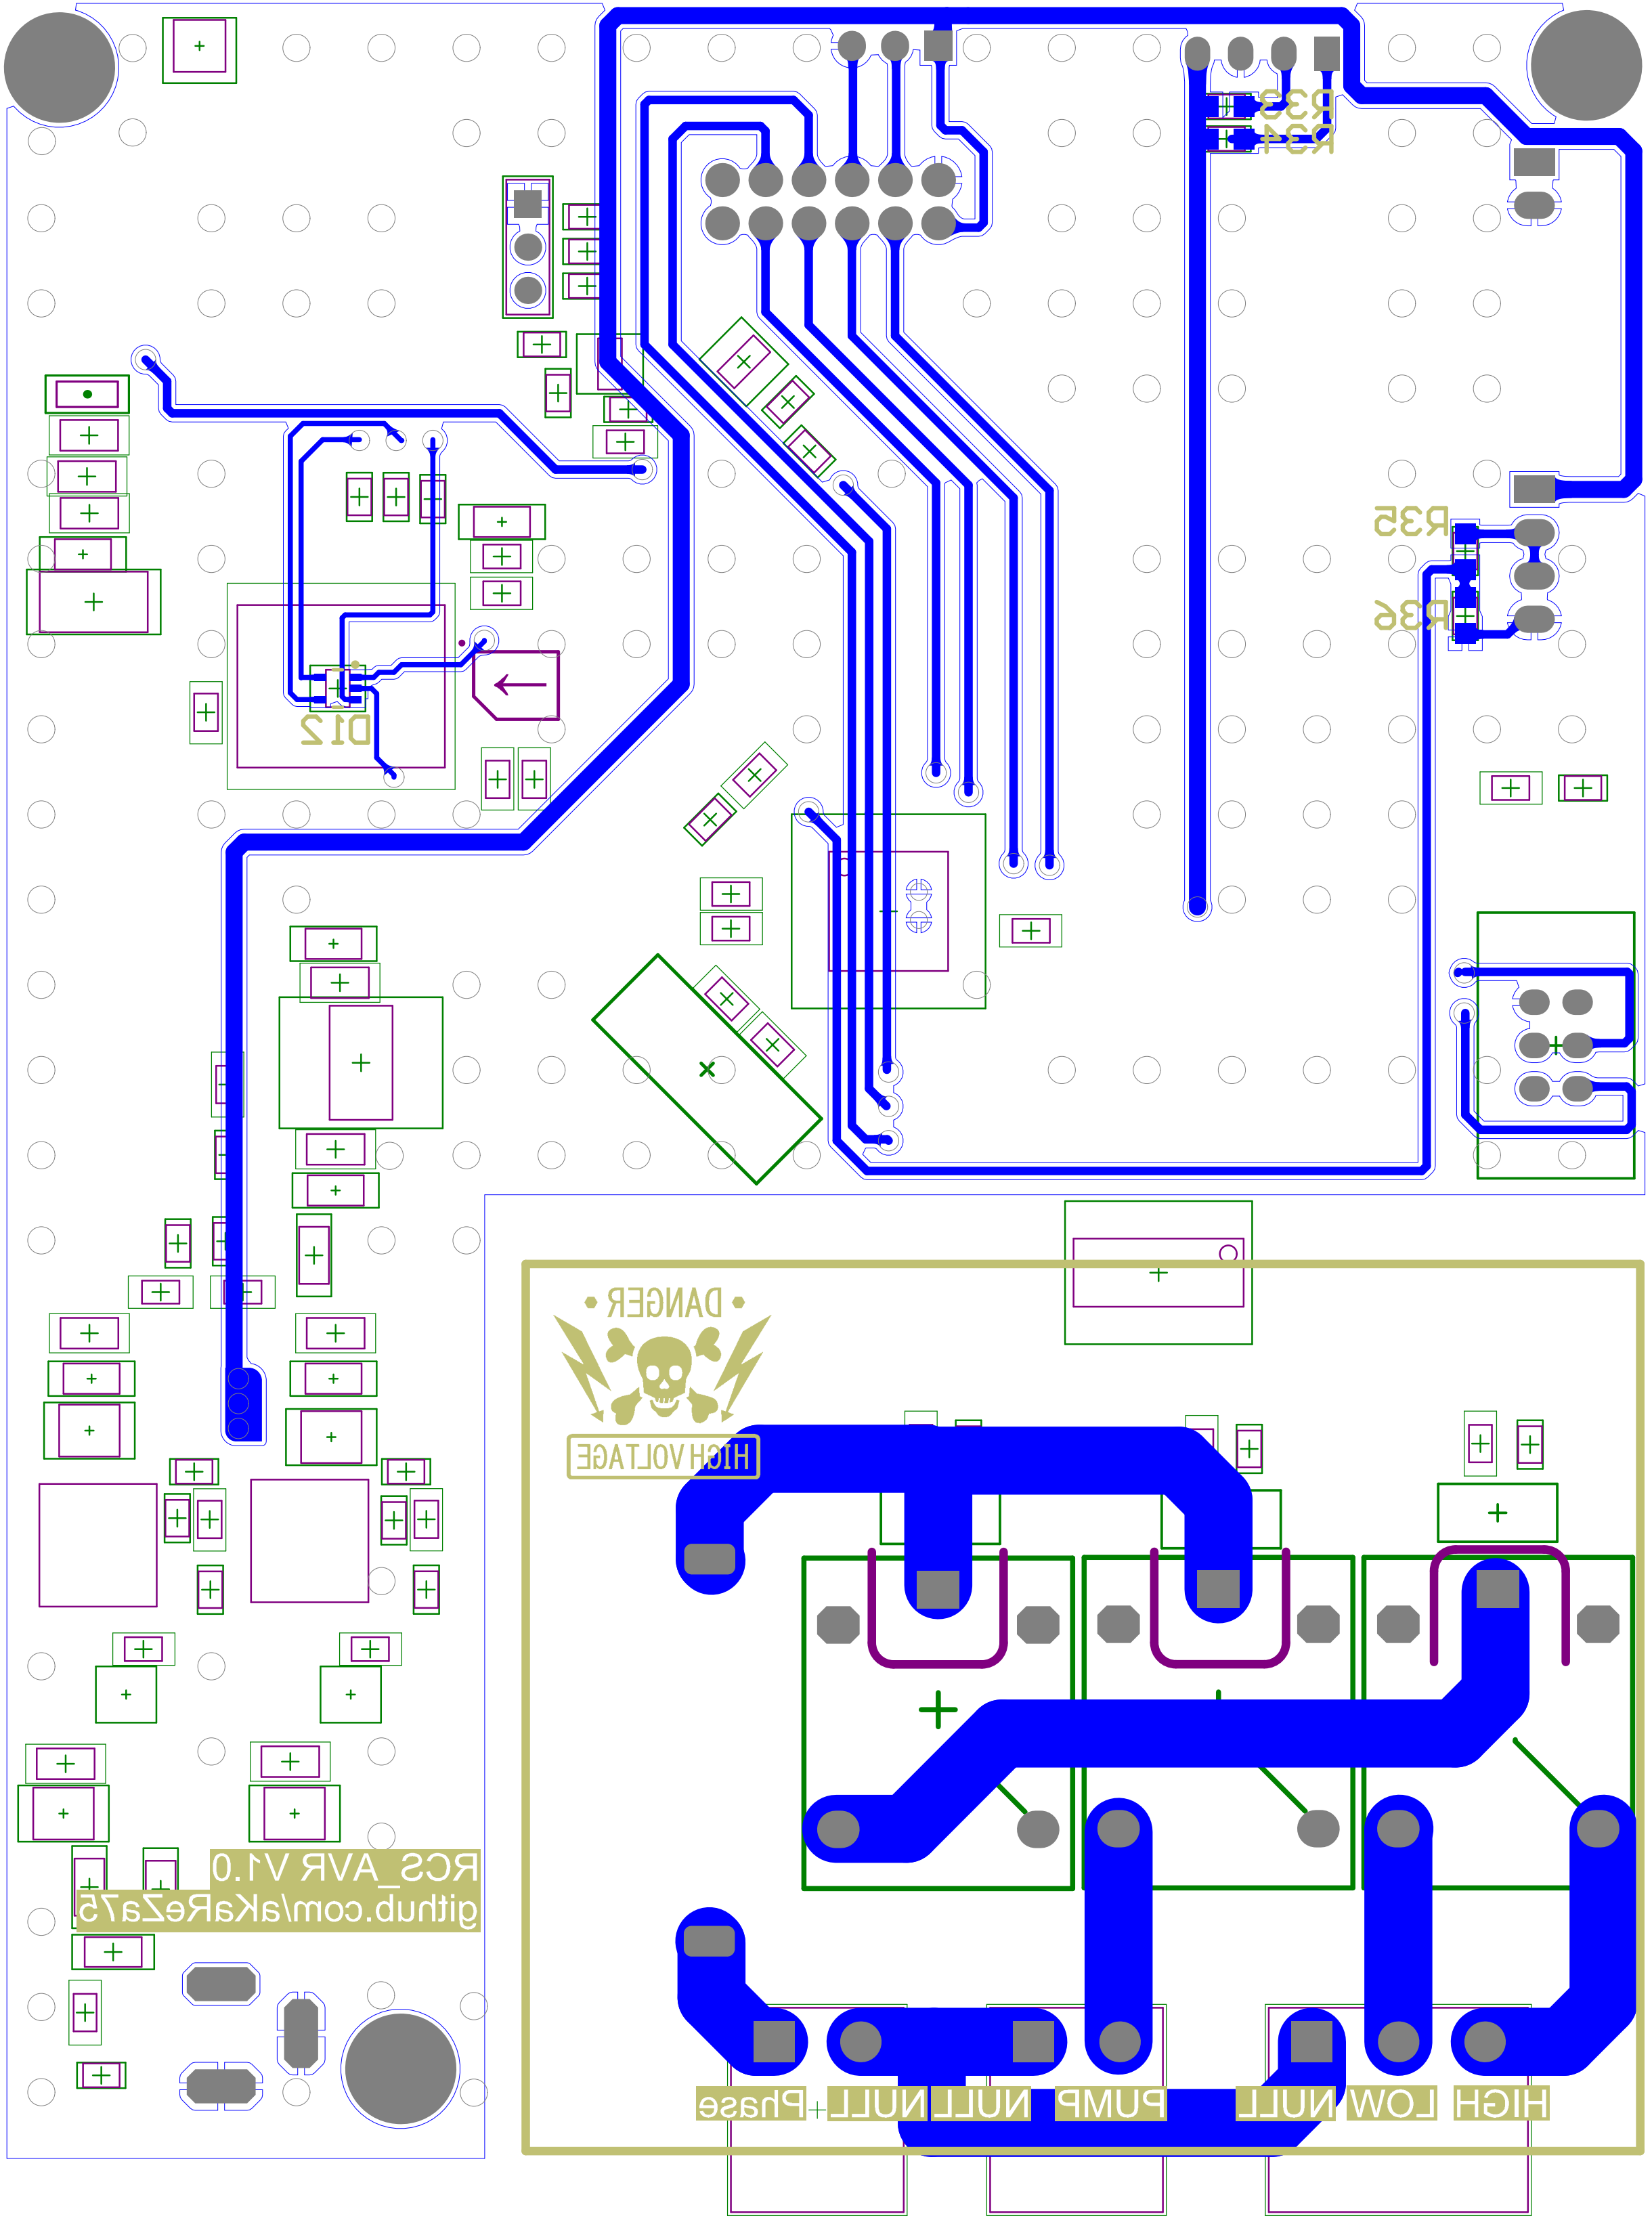 R33
R34
R35
R36
D12
DANGER
HIGH VOLTAGE
RCS_AVR V1.0
github.com/aKaReZa75
Phase
NULL
NULL
PUMP
NULL
LOW
HIGH